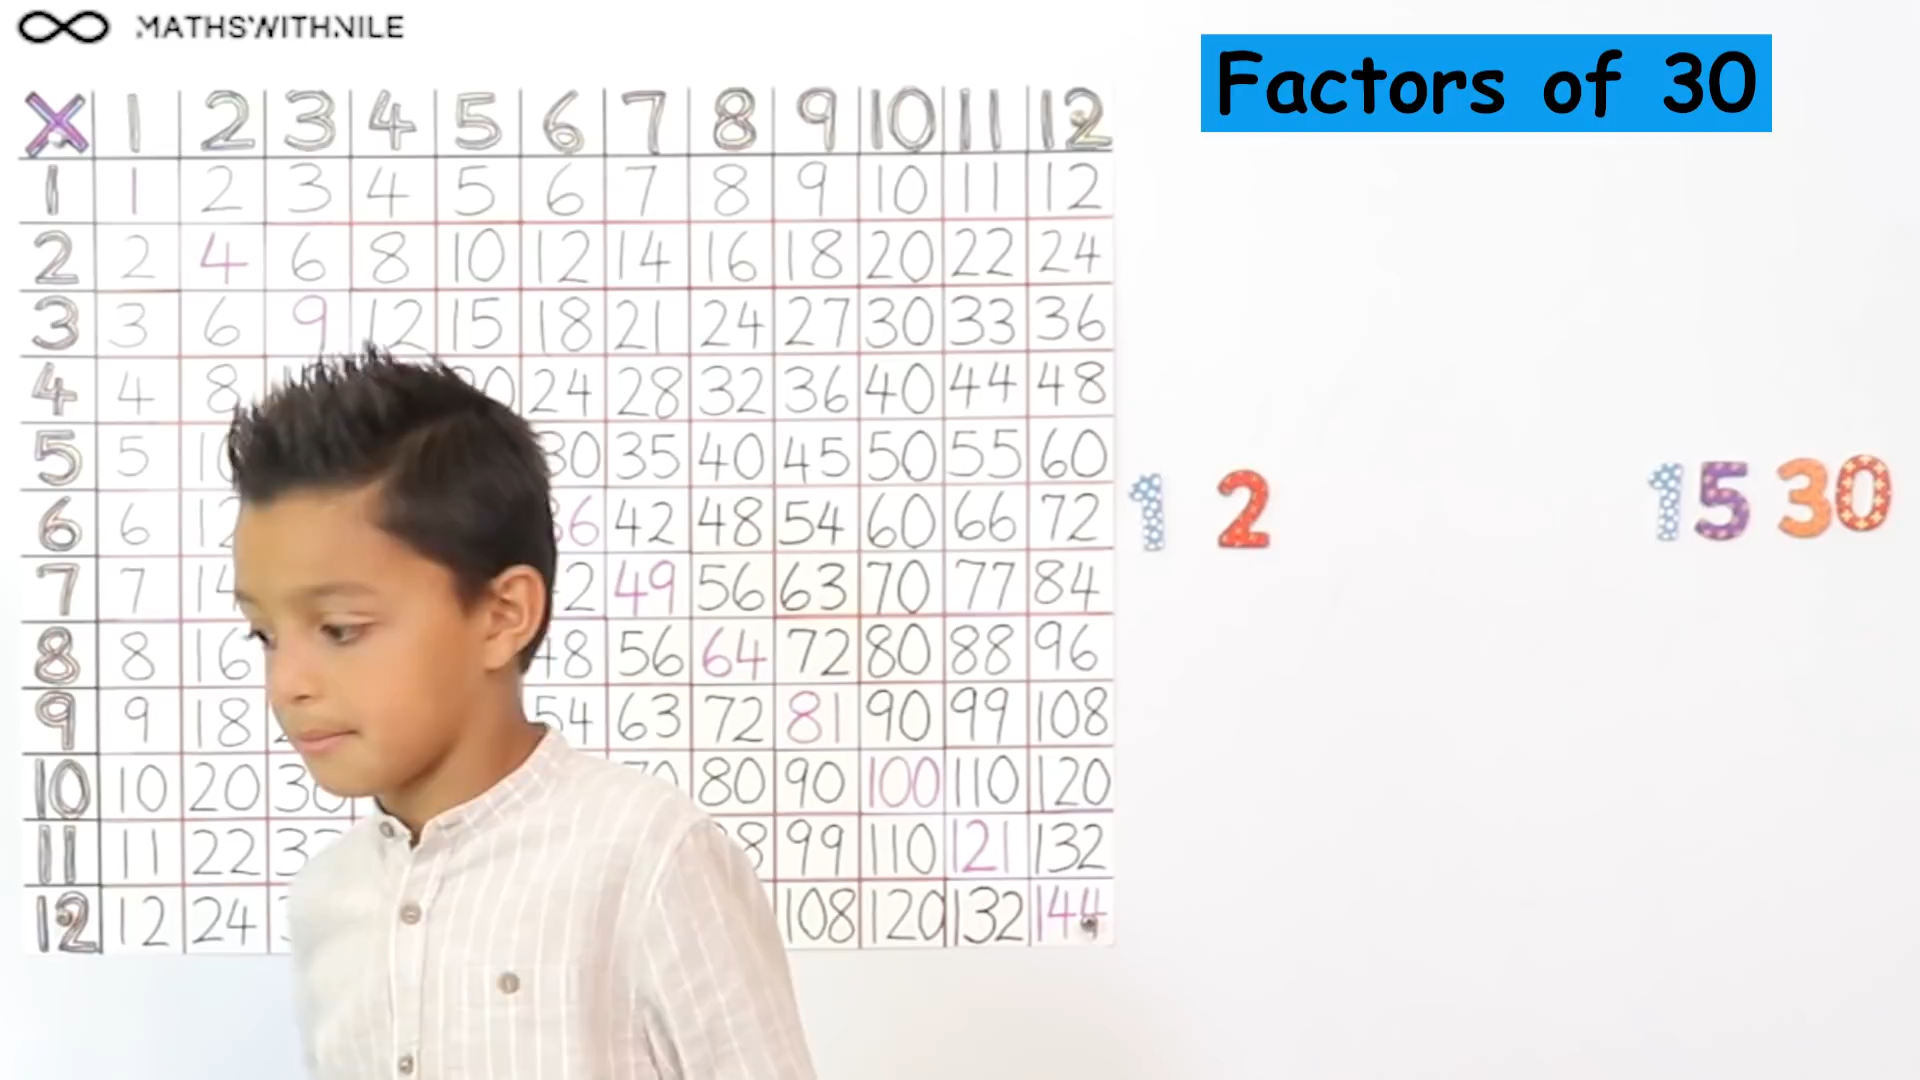 MATHSWITHNILE
Factors of 30
X 1 2 3 4 5 6 7 8 9 10 11 12
1 1 2 3 4 5 6 7 8 9 10 11 12
2 2 4 6 8 10 12 14 16 18 20 22 24
3 3 6 9 12 15 18 21 24 27 30 33 36
4 4 8 24 28 32 36 40 44 48
5 5 35 40 45 50 55 60
6 6 42 48 54 60 66 72
7 7 49 56 63 70 77 84
8 8 16 56 64 72 80 88 96
9 9 18 54 63 72 81 90 99 108
10 10 20 30 80 90 100 110 120
11 11 22 99 110 121 132
12 12 24 108 120 132 144
1 2 15 30